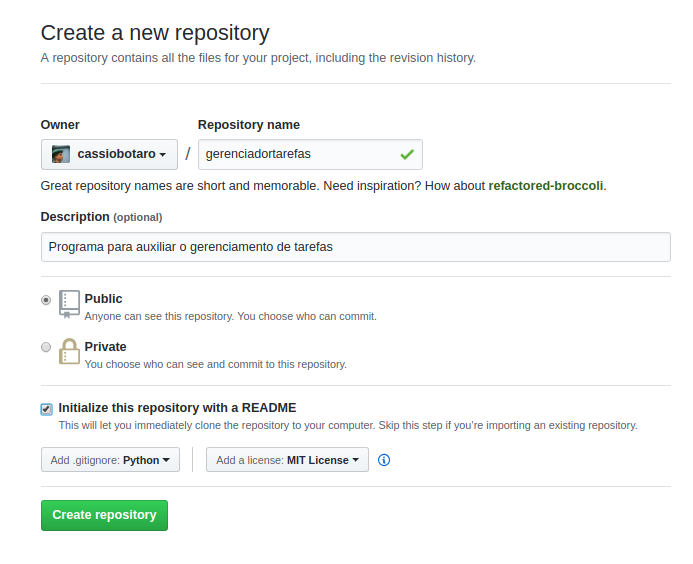 Create a new repository
A repository contains all the files for your project, including the revision history.
Owner
Repository name
cassiobotaro
/
gerenciadortarefas
Great repository names are short and memorable. Need inspiration? How about refactored-broccoli.
Description (optional)
Programa para auxiliar o gerenciamento de tarefas
Public
Anyone can see this repository. You choose who can commit.
Private
You choose who can see and commit to this repository.
Initialize this repository with a README
This will let you immediately clone the repository to your computer. Skip this step if you're importing an existing repository.
Add .gitignore: Python
Add a license: MIT License
Create repository